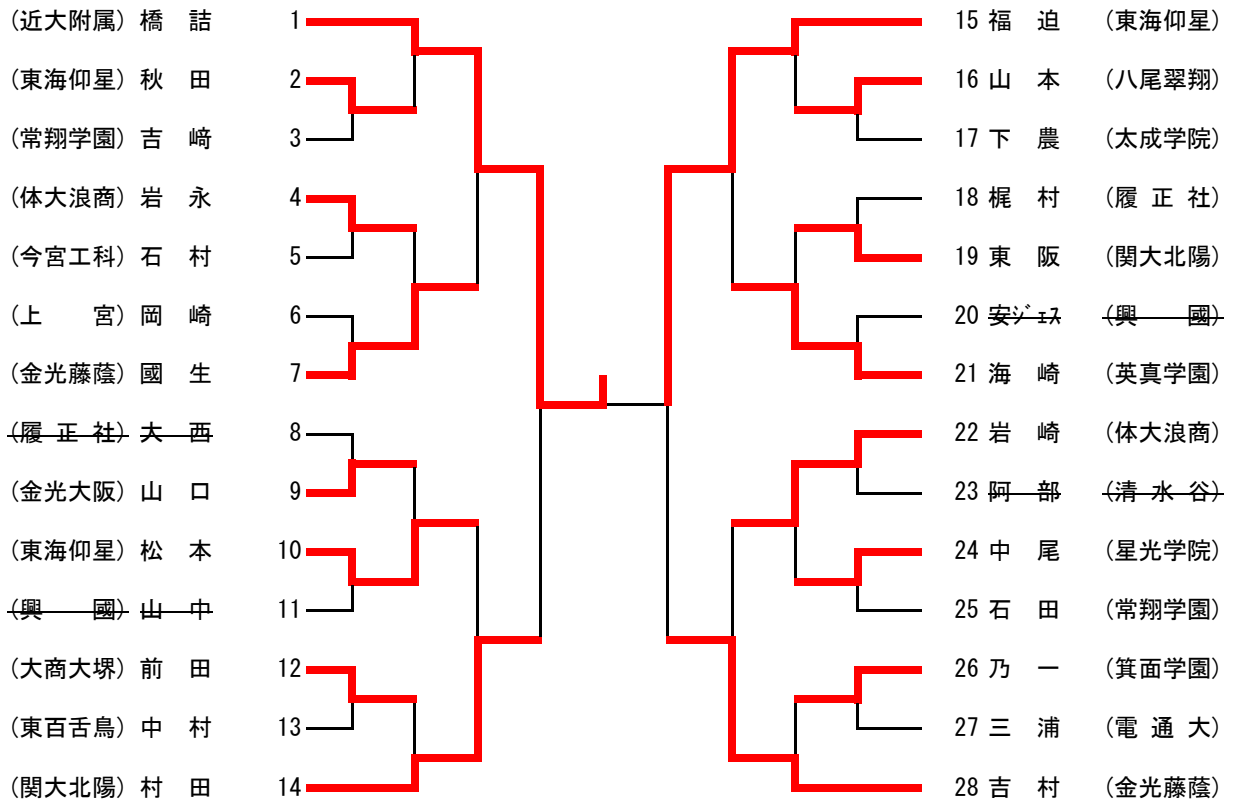 (近大附属) 橋 詰 1
(東海仰星) 秋 田 2
(常翔学園) 吉 﨑 3
(体大浪商) 岩 永 4
(今宮工科) 石 村 5
(上 宮) 岡 崎 6
(金光藤蔭) 國 生 7
(履 正 社) 大 西 8
(金光大阪) 山 口 9
(東海仰星) 松 本 10
(興 國) 山 中 11
(大商大堺) 前 田 12
(東百舌鳥) 中 村 13
(関大北陽) 村 田 14
15 福 迫 (東海仰星)
16 山 本 (八尾翠翔)
17 下 農 (太成学院)
18 梶 村 (履 正 社)
19 東 阪 (関大北陽)
20 安ｼﾞｪｽ (興 國)
21 海 崎 (英真学園)
22 岩 崎 (体大浪商)
23 阿 部 (清 水 谷)
24 中 尾 (星光学院)
25 石 田 (常翔学園)
26 乃 一 (箕面学園)
27 三 浦 (電 通 大)
28 吉 村 (金光藤蔭)